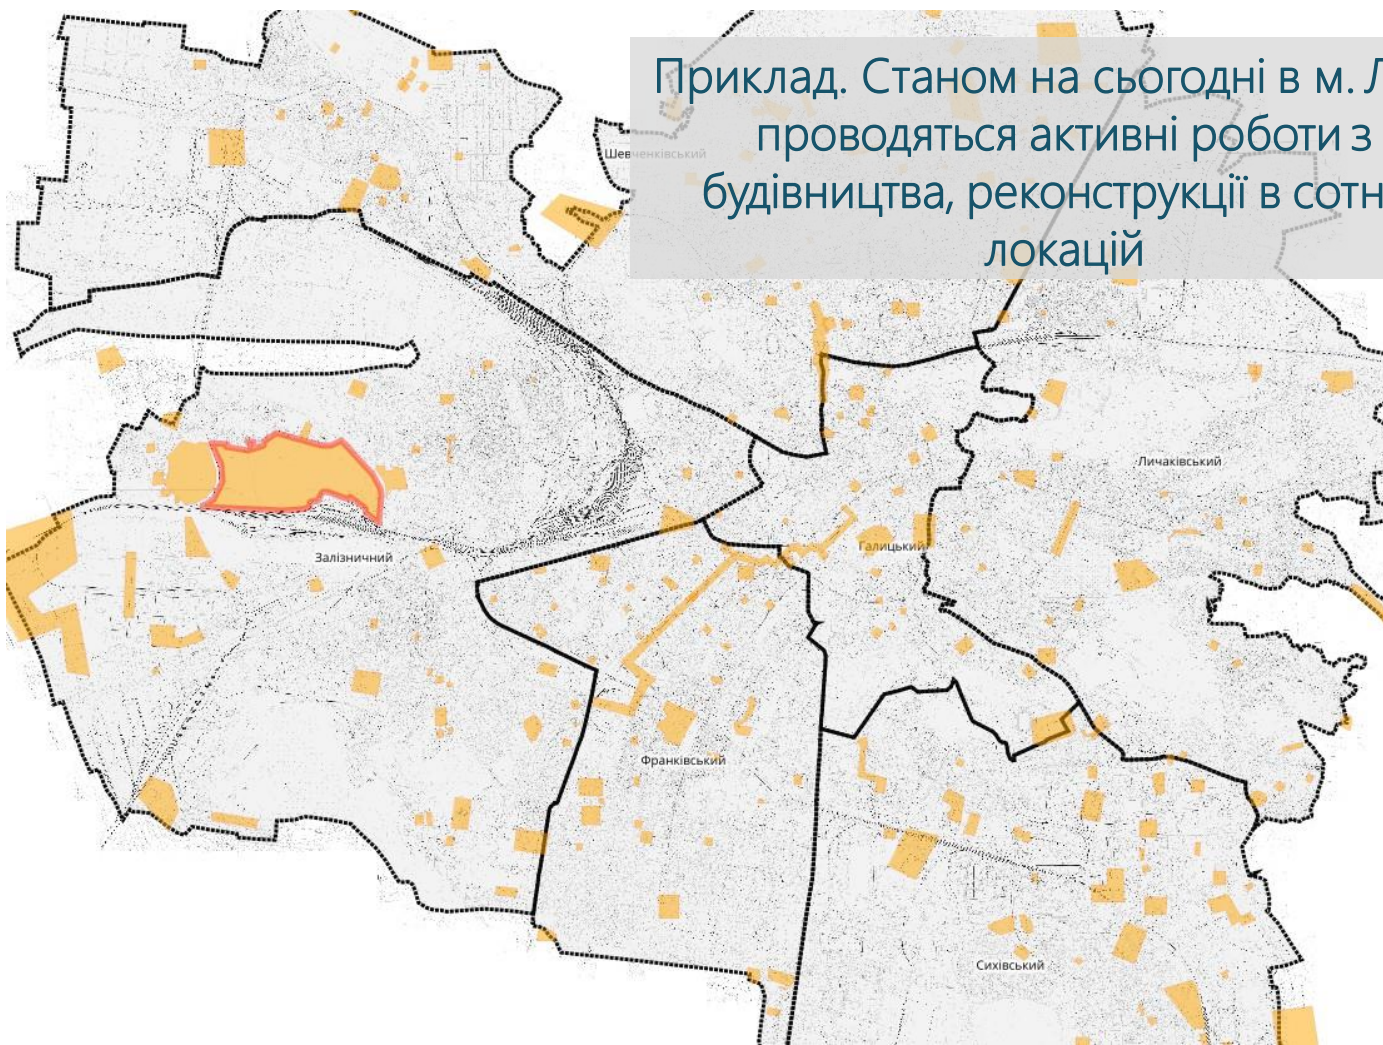 Приклад. Станом на сьогодні в м. Л
проводяться активні роботи з
будівництва, реконструкції в сотн
локацій
Шевченківський
Личаківський
Галицький
Залізничний
Франківський
Сихівський